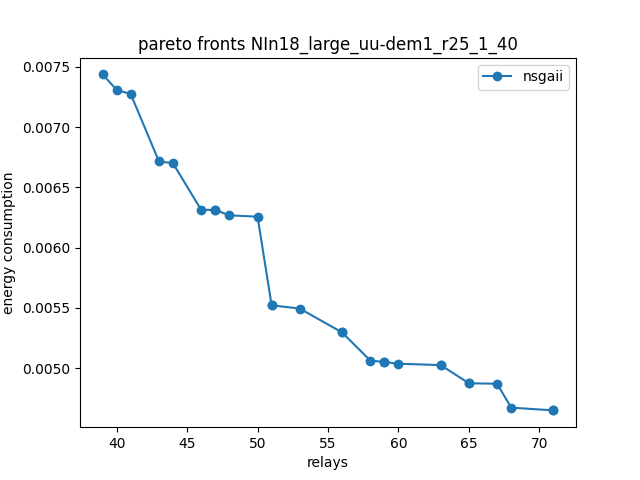 pareto fronts NIn18_large_uu-dem1_r25_1_40
nsgaii
0.0075
0.0070
0.0065
0.0060
0.0055
0.0050
energy consumption
40 45 50 55 60 65 70
relays